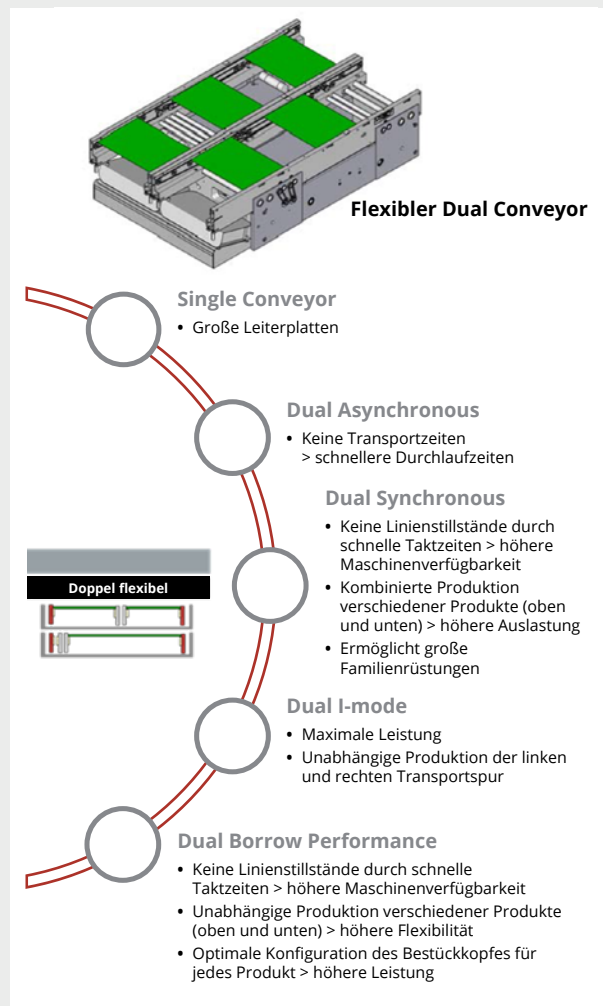 Flexibler Dual Conveyor
Single Conveyor
• Große Leiterplatten
Dual Asynchronous
• Keine Transportzeiten
> schnellere Durchlaufzeiten
Dual Synchronous
• Keine Linienstillstände durch
schnelle Taktzeiten > höhere
Maschinenverfügbarkeit
• Kombinierte Produktion
verschiedener Produkte (oben
und unten) > höhere Auslastung
• Ermöglicht große
Familienrüstungen
Doppel flexibel
Dual I-mode
• Maximale Leistung
• Unabhängige Produktion der linken
und rechten Transportspur
Dual Borrow Performance
• Keine Linienstillstände durch schnelle
Taktzeiten > höhere Maschinenverfügbarkeit
• Unabhängige Produktion verschiedener Produkte
(oben und unten) > höhere Flexibilität
• Optimale Konfiguration des Bestückkopfes für
jedes Produkt > höhere Leistung